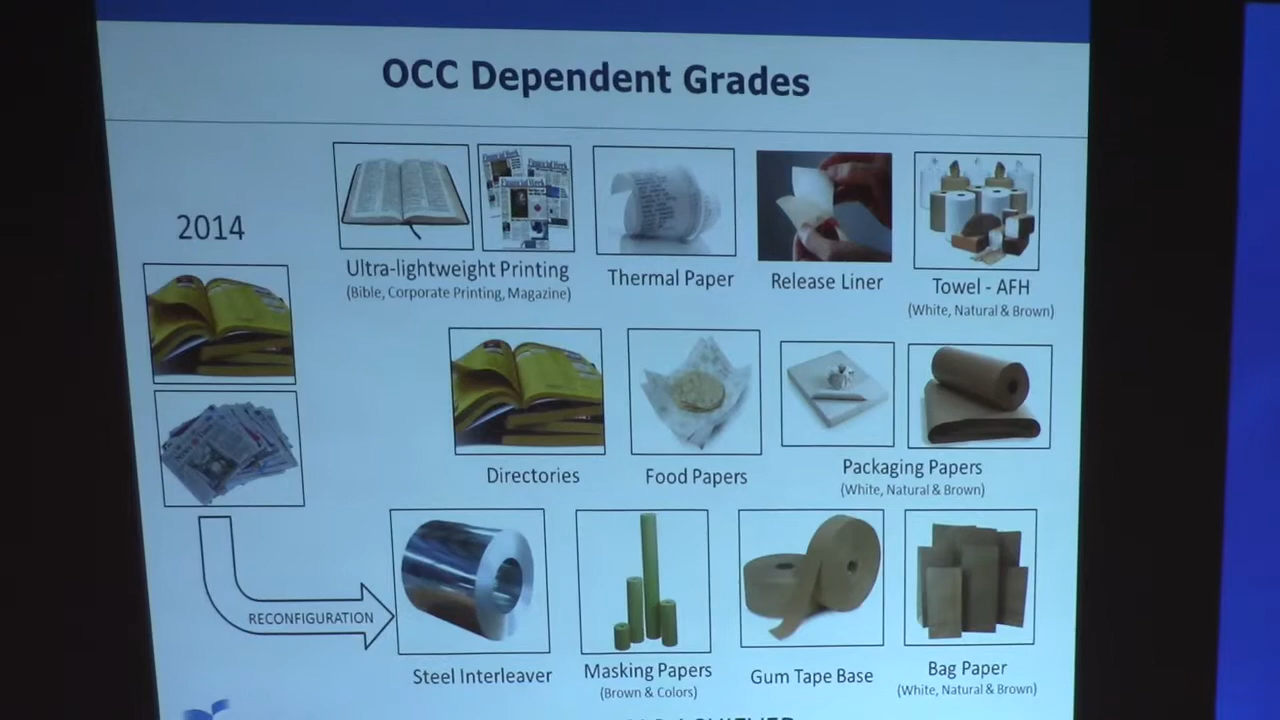 OCC Dependent Grades
2014
Ultra-lightweight Printing
(Bible, Corporate Printing, Magazine)
Thermal Paper
Release Liner
Towel - AFH
(White, Natural & Brown)
Directories
Food Papers
Packaging Papers
(White, Natural & Brown)
RECONFIGURATION
Steel Interleaver
Masking Papers
(Brown & Colors)
Gum Tape Base
Bag Paper
(White, Natural & Brown)